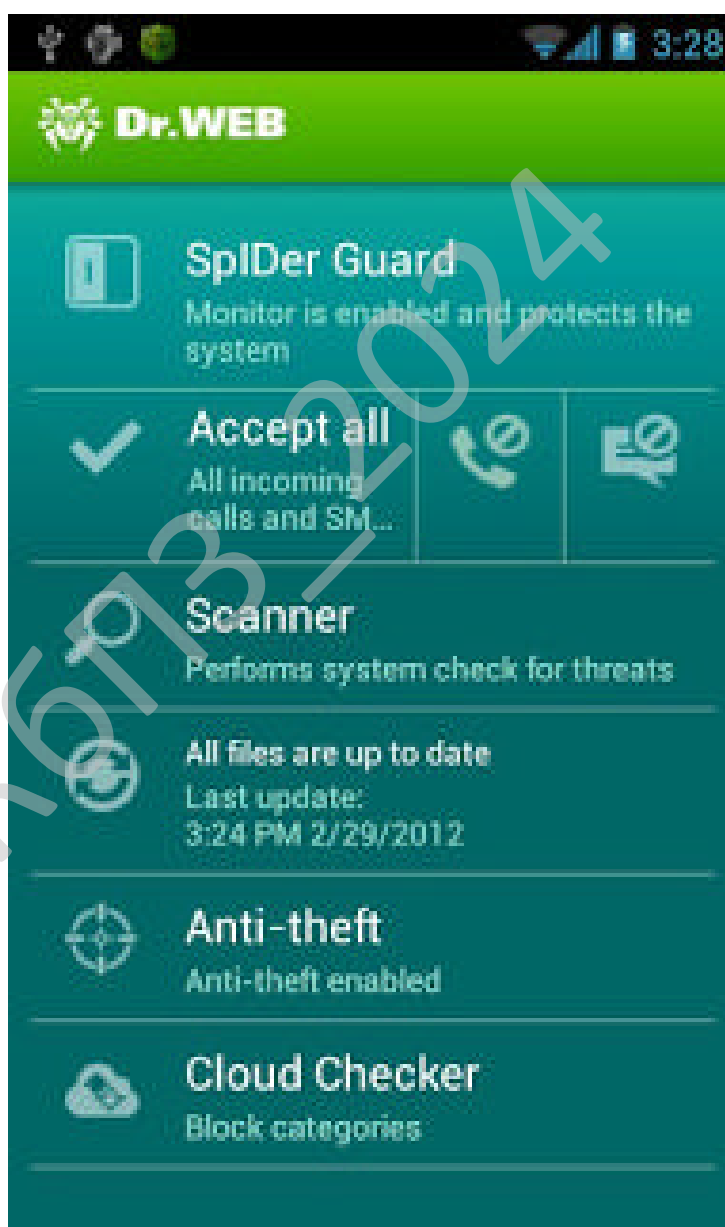 3:28
Dr.WEB
SpIDer Guard
Monitor is enabled and protects the
system
Accept all
All incoming
calls and SM...
Scanner
Performs system check for threats
All files are up to date
Last update:
3:24 PM 2/29/2012
Anti-theft
Anti-theft enabled
Cloud Checker
Block categories